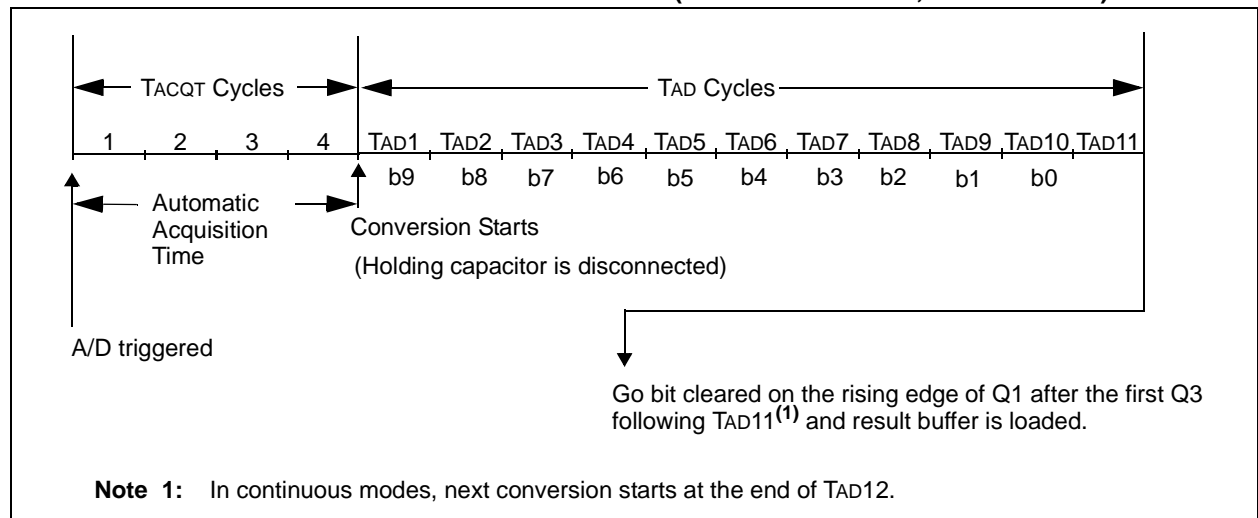 TACQT Cycles
TAD Cycles
1 2 3 4 TAD1 TAD2 TAD3 TAD4 TAD5 TAD6 TAD7 TAD8 TAD9 TAD10 TAD11
b9 b8 b7 b6 b5 b4 b3 b2 b1 b0
Automatic
Acquisition
Time
Conversion Starts
(Holding capacitor is disconnected)
A/D triggered
Go bit cleared on the rising edge of Q1 after the first Q3
following TAD11(1) and result buffer is loaded.
Note 1: In continuous modes, next conversion starts at the end of TAD12.